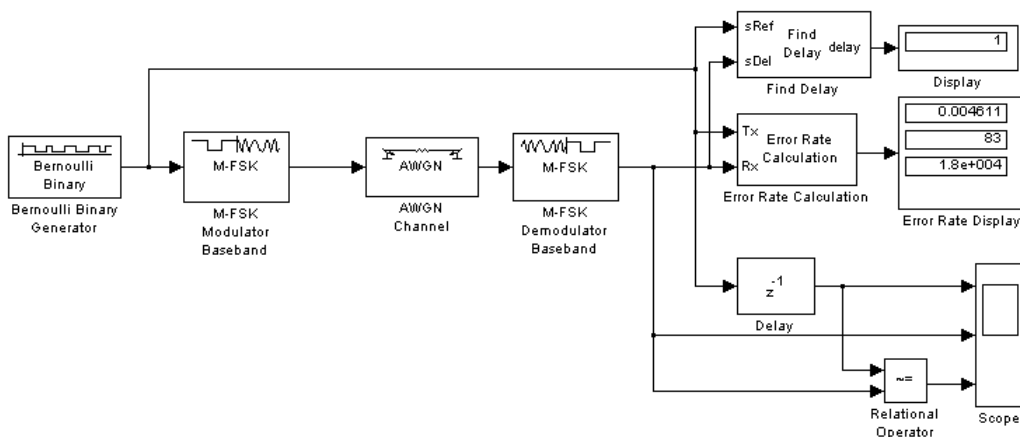 sRef
Find
Delay
delay
sDel
Find Delay
1
Display
Tx
Error Rate
Calculation
Rx
Error Rate Calculation
0.004611
83
1.8e+004
Error Rate Display
Bernoulli
Binary
Bernoulli Binary
Generator
M-FSK
M-FSK
Modulator
Baseband
AWGN
AWGN
Channel
M-FSK
M-FSK
Demodulator
Baseband
z-1
Delay
~=
Relational
Operator
Scope